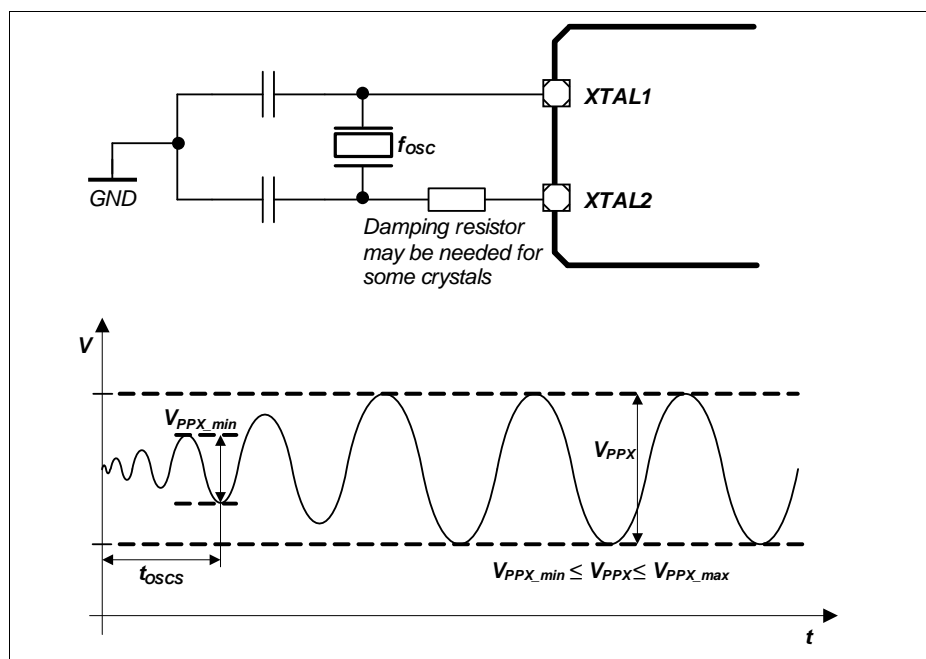 XTAL1
fOSC
GND
XTAL2
Damping resistor
may be needed for
some crystals
V
VPPX_min
VPPX
tOSCS
VPPX_min ≤ VPPX ≤ VPPX_max
t